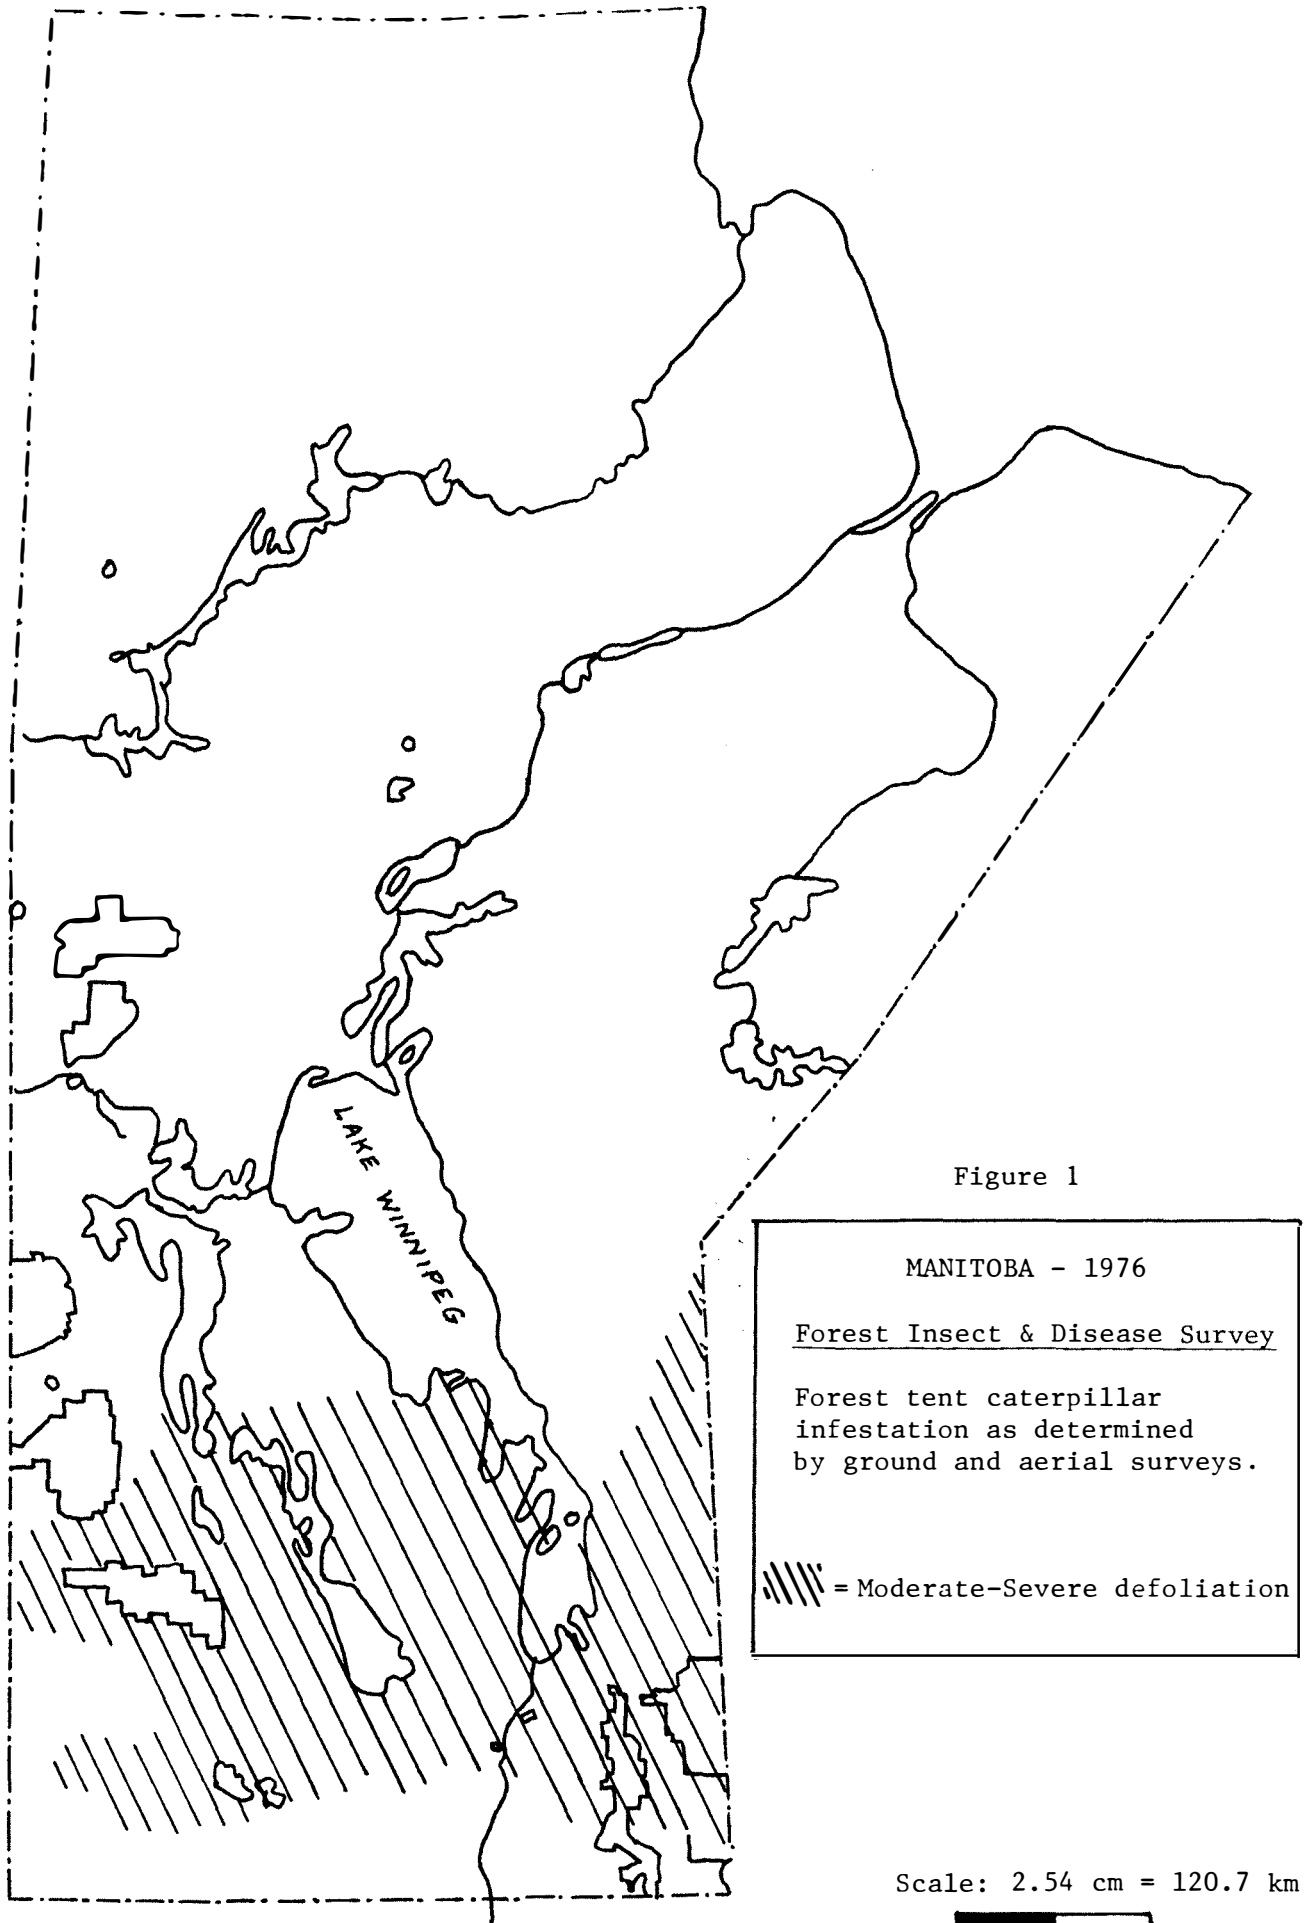 LAKE WINNIPEG
Figure 1
MANITOBA - 1976
Forest Insect & Disease Survey
Forest tent caterpillar
infestation as determined
by ground and aerial surveys.
= Moderate-Severe defoliation
Scale: 2.54 cm = 120.7 km